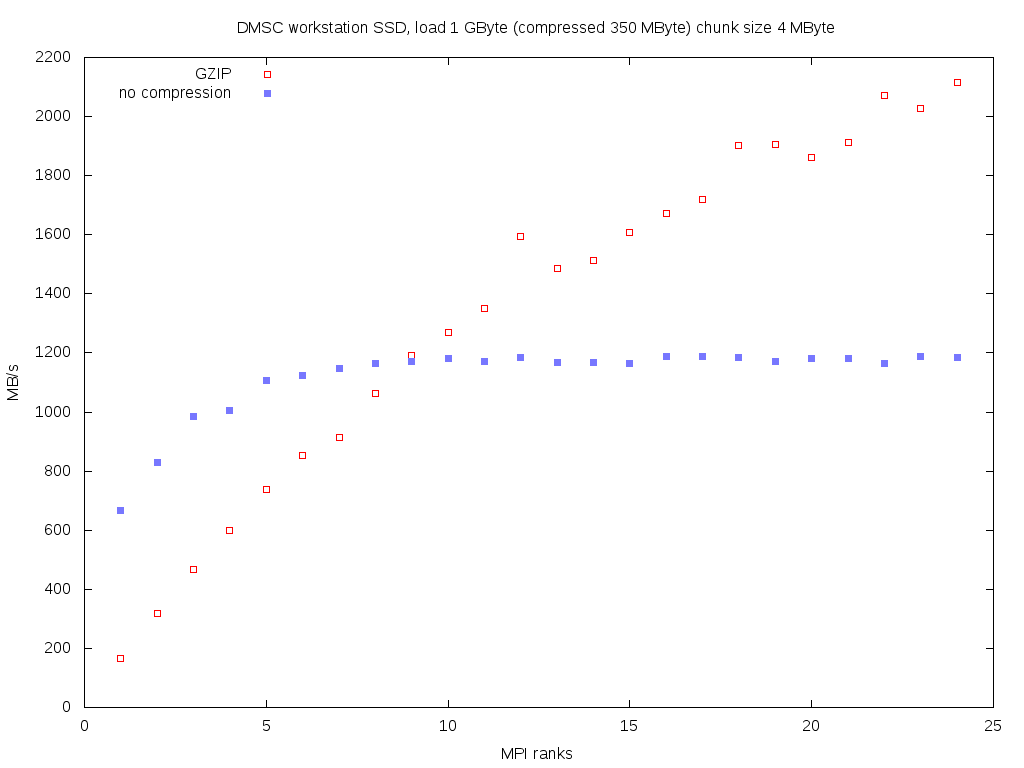 DMSC workstation SSD, load 1 GByte (compressed 350 MByte) chunk size 4 MByte
GZIP
no compression
2200
2000
1800
1600
1400
1200
1000
800
600
400
200
0
MB/s
0 5 10 15 20 25
MPI ranks